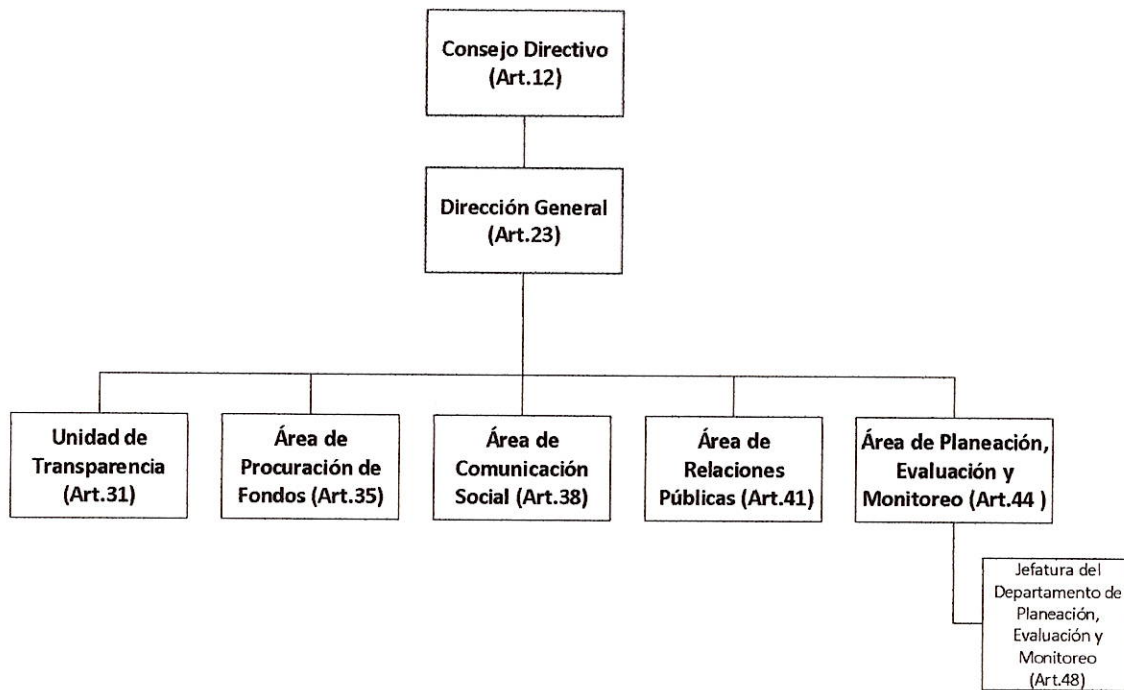 Consejo Directivo
(Art.12)
Dirección General
(Art.23)
Unidad de
Transparencia
(Art.31)
Área de
Procuración de
Fondos (Art.35)
Área de
Comunicación
Social (Art.38)
Área de
Relaciones
Públicas (Art.41)
Área de Planeación,
Evaluación y
Monitoreo (Art.44 )
Jefatura del
Departamento de
Planeación,
Evaluación y
Monitoreo
(Art.48)